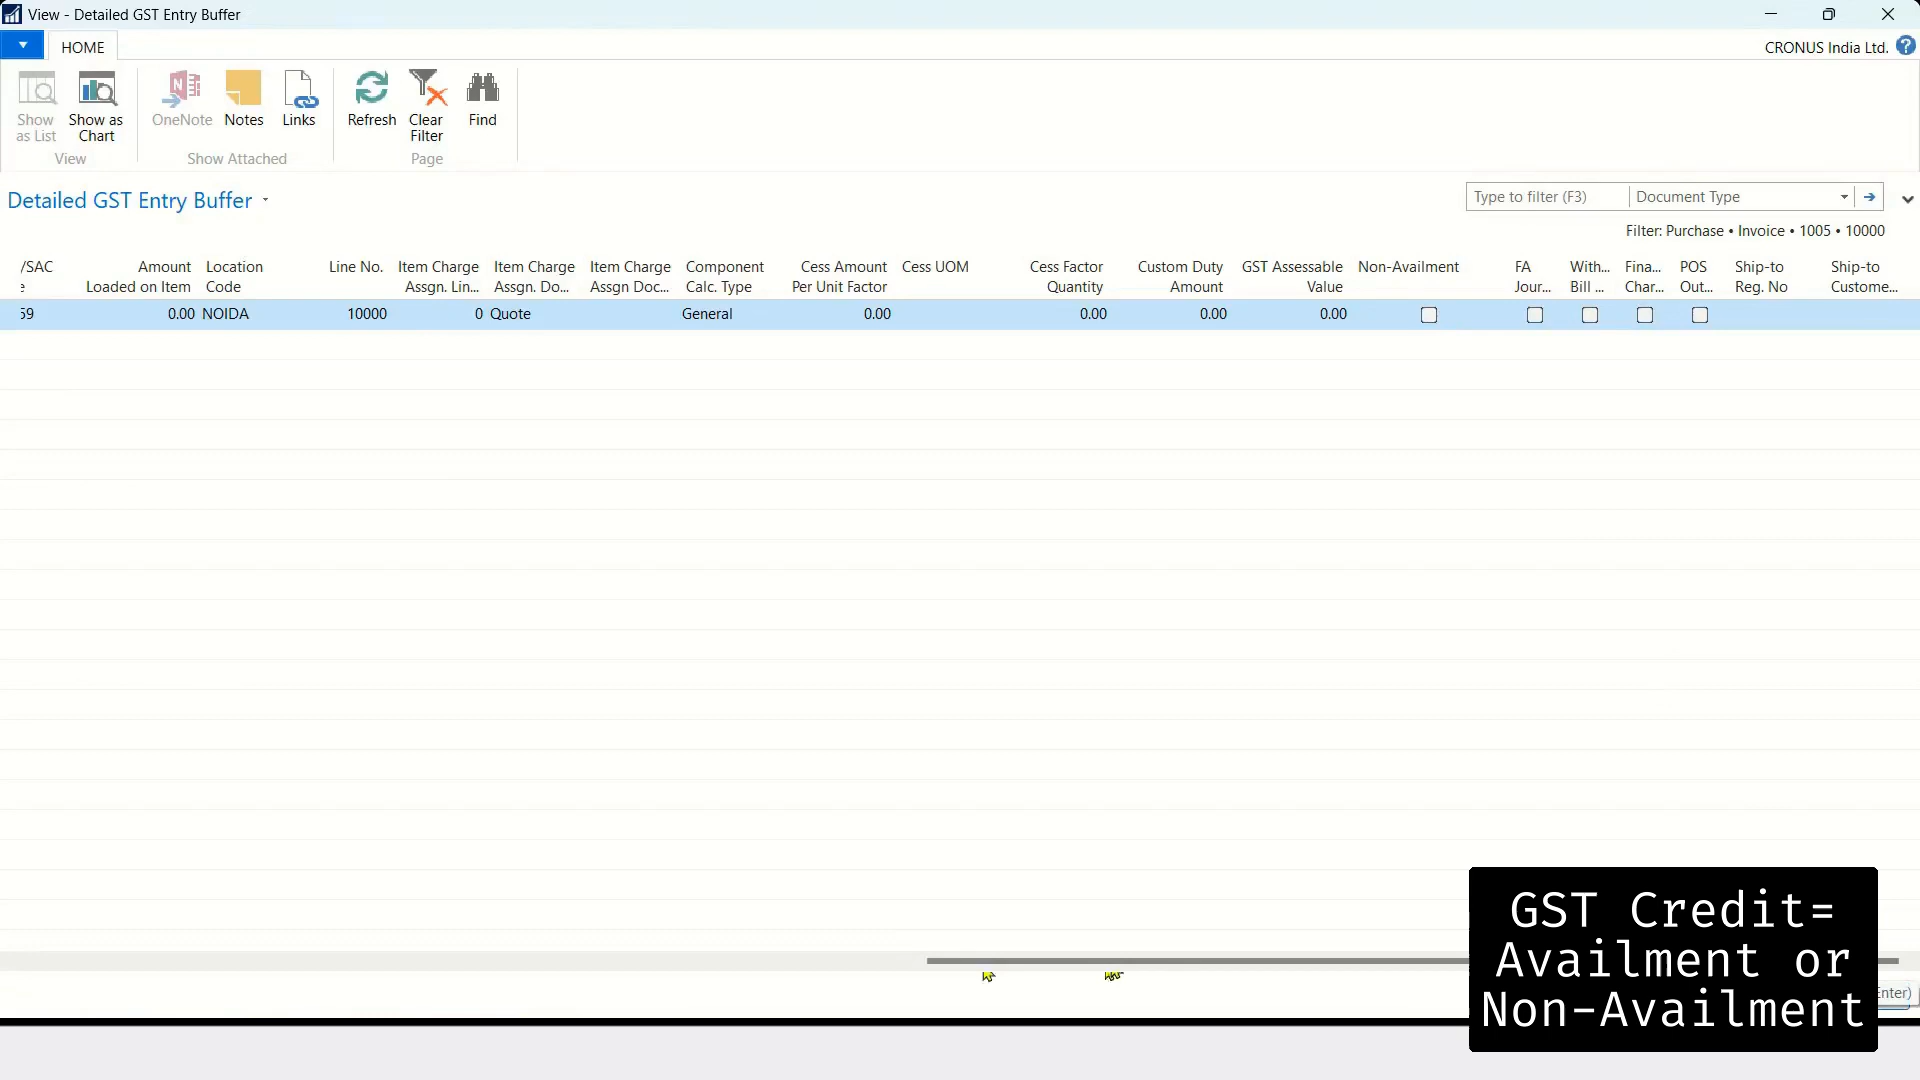 View - Detailed GST Entry Buffer
HOME
CRONUS India Ltd.
Show as List
Show as Chart
OneNote
Notes
Links
Refresh
Clear Filter
Find
View
Show Attached
Page
Detailed GST Entry Buffer
Type to filter (F3)
Document Type
Filter: Purchase • Invoice • 1005 • 10000
/SAC
Amount Loaded on Item
Location Code
Line No.
Item Charge Assgn. Lin...
Item Charge Assgn. Do...
Item Charge Assgn Doc...
Component Calc. Type
Cess Amount Per Unit Factor
Cess UOM
Cess Factor Quantity
Custom Duty Amount
GST Assessable Value
Non-Availment
FA Jour...
With... Bill ...
Fina... Char...
POS Out...
Ship-to Reg. No
Ship-to Custome...
59 0.00 NOIDA 10000 0 Quote General 0.00 0.00 0.00 0.00
GST Credit=
Availment or
Non-Availment
Enter)